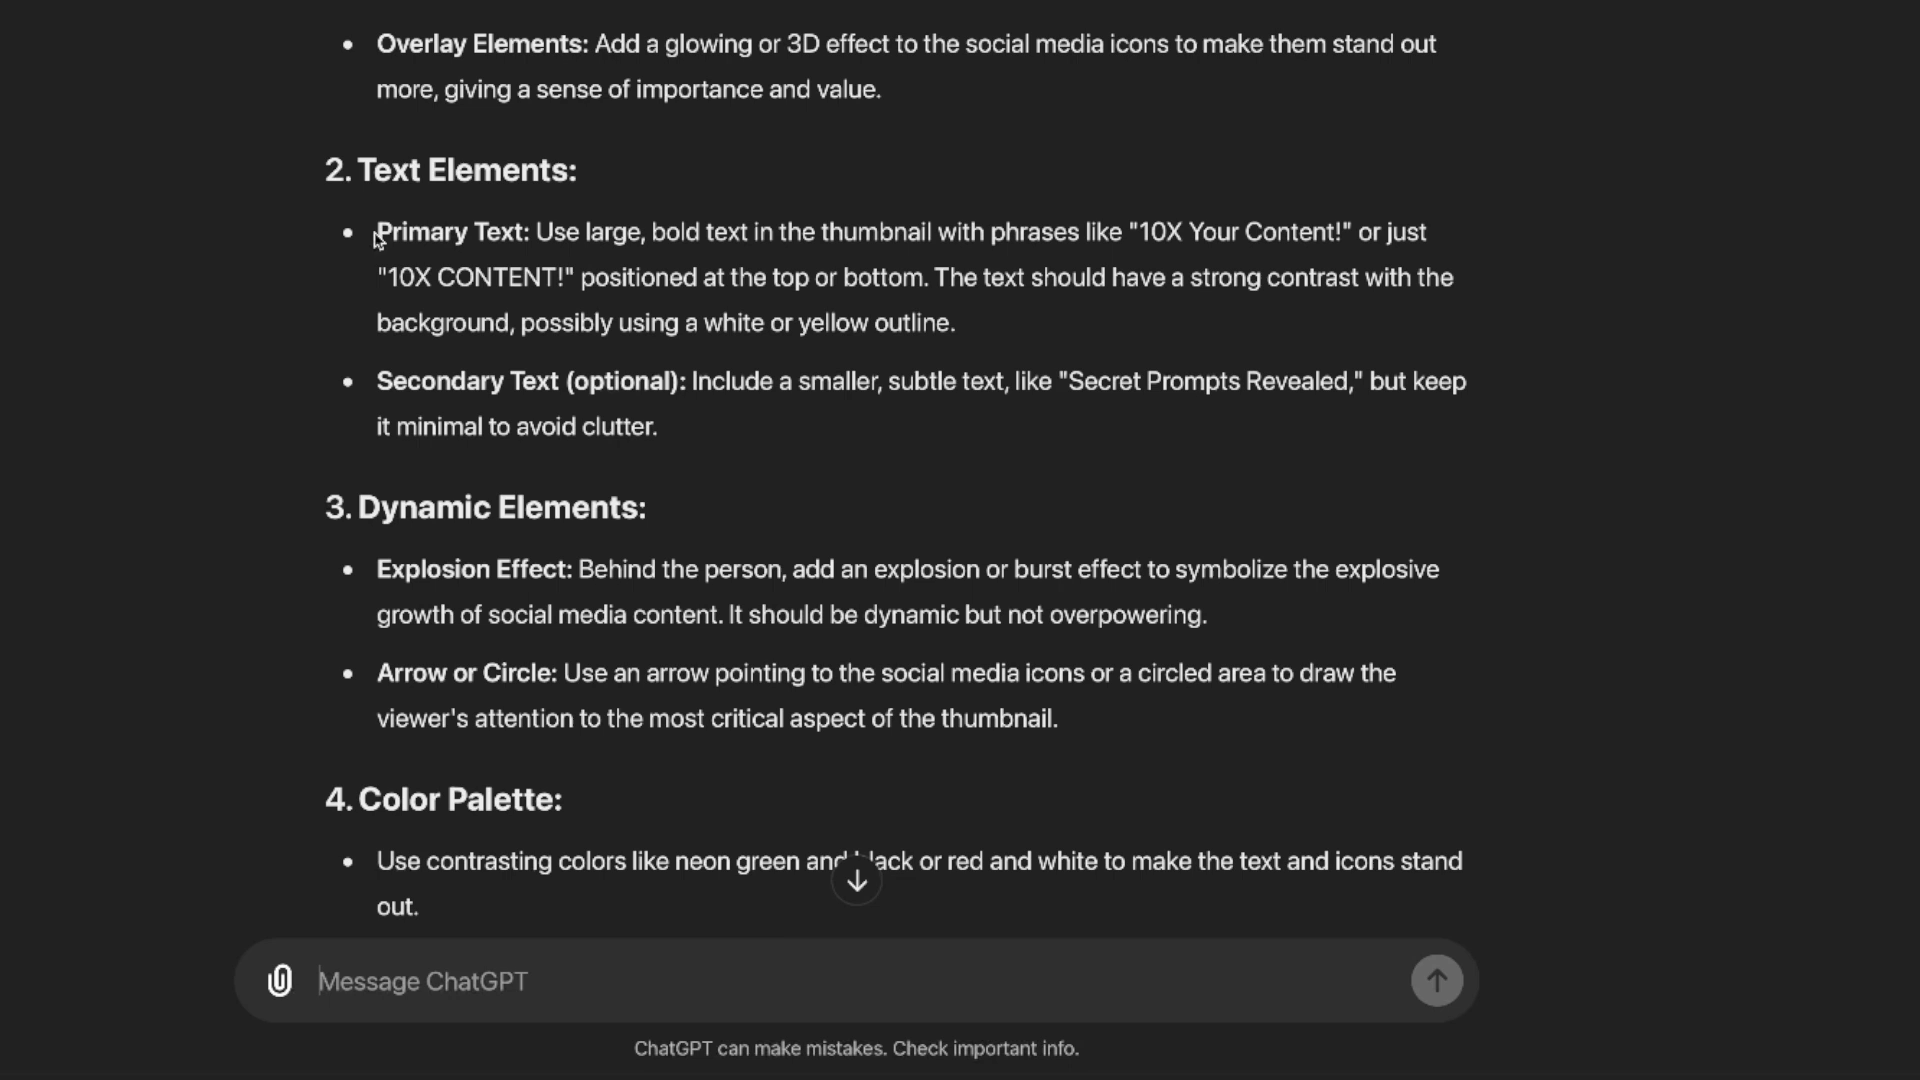 • Overlay Elements: Add a glowing or 3D effect to the social media icons to make them stand out
more, giving a sense of importance and value.
2. Text Elements:
• Primary Text: Use large, bold text in the thumbnail with phrases like "10X Your Content!" or just
"10X CONTENT!" positioned at the top or bottom. The text should have a strong contrast with the
background, possibly using a white or yellow outline.
• Secondary Text (optional): Include a smaller, subtle text, like "Secret Prompts Revealed," but keep
it minimal to avoid clutter.
3. Dynamic Elements:
• Explosion Effect: Behind the person, add an explosion or burst effect to symbolize the explosive
growth of social media content. It should be dynamic but not overpowering.
• Arrow or Circle: Use an arrow pointing to the social media icons or a circled area to draw the
viewer's attention to the most critical aspect of the thumbnail.
4. Color Palette:
• Use contrasting colors like neon green and black or red and white to make the text and icons stand
out.
Message ChatGPT
ChatGPT can make mistakes. Check important info.